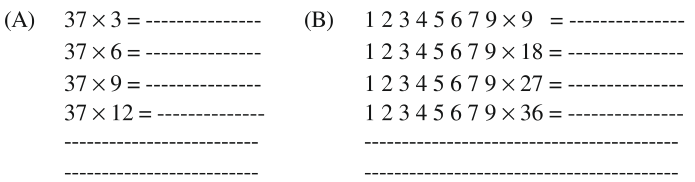 (A) 37 × 3 = ---------------
37 × 6 = ---------------
37 × 9 = ---------------
37 × 12 = --------------
-------------------------
-------------------------
(B) 1 2 3 4 5 6 7 9 × 9 = ---------------
1 2 3 4 5 6 7 9 × 18 = ---------------
1 2 3 4 5 6 7 9 × 27 = ---------------
1 2 3 4 5 6 7 9 × 36 = ---------------
-----------------------------------------
-----------------------------------------